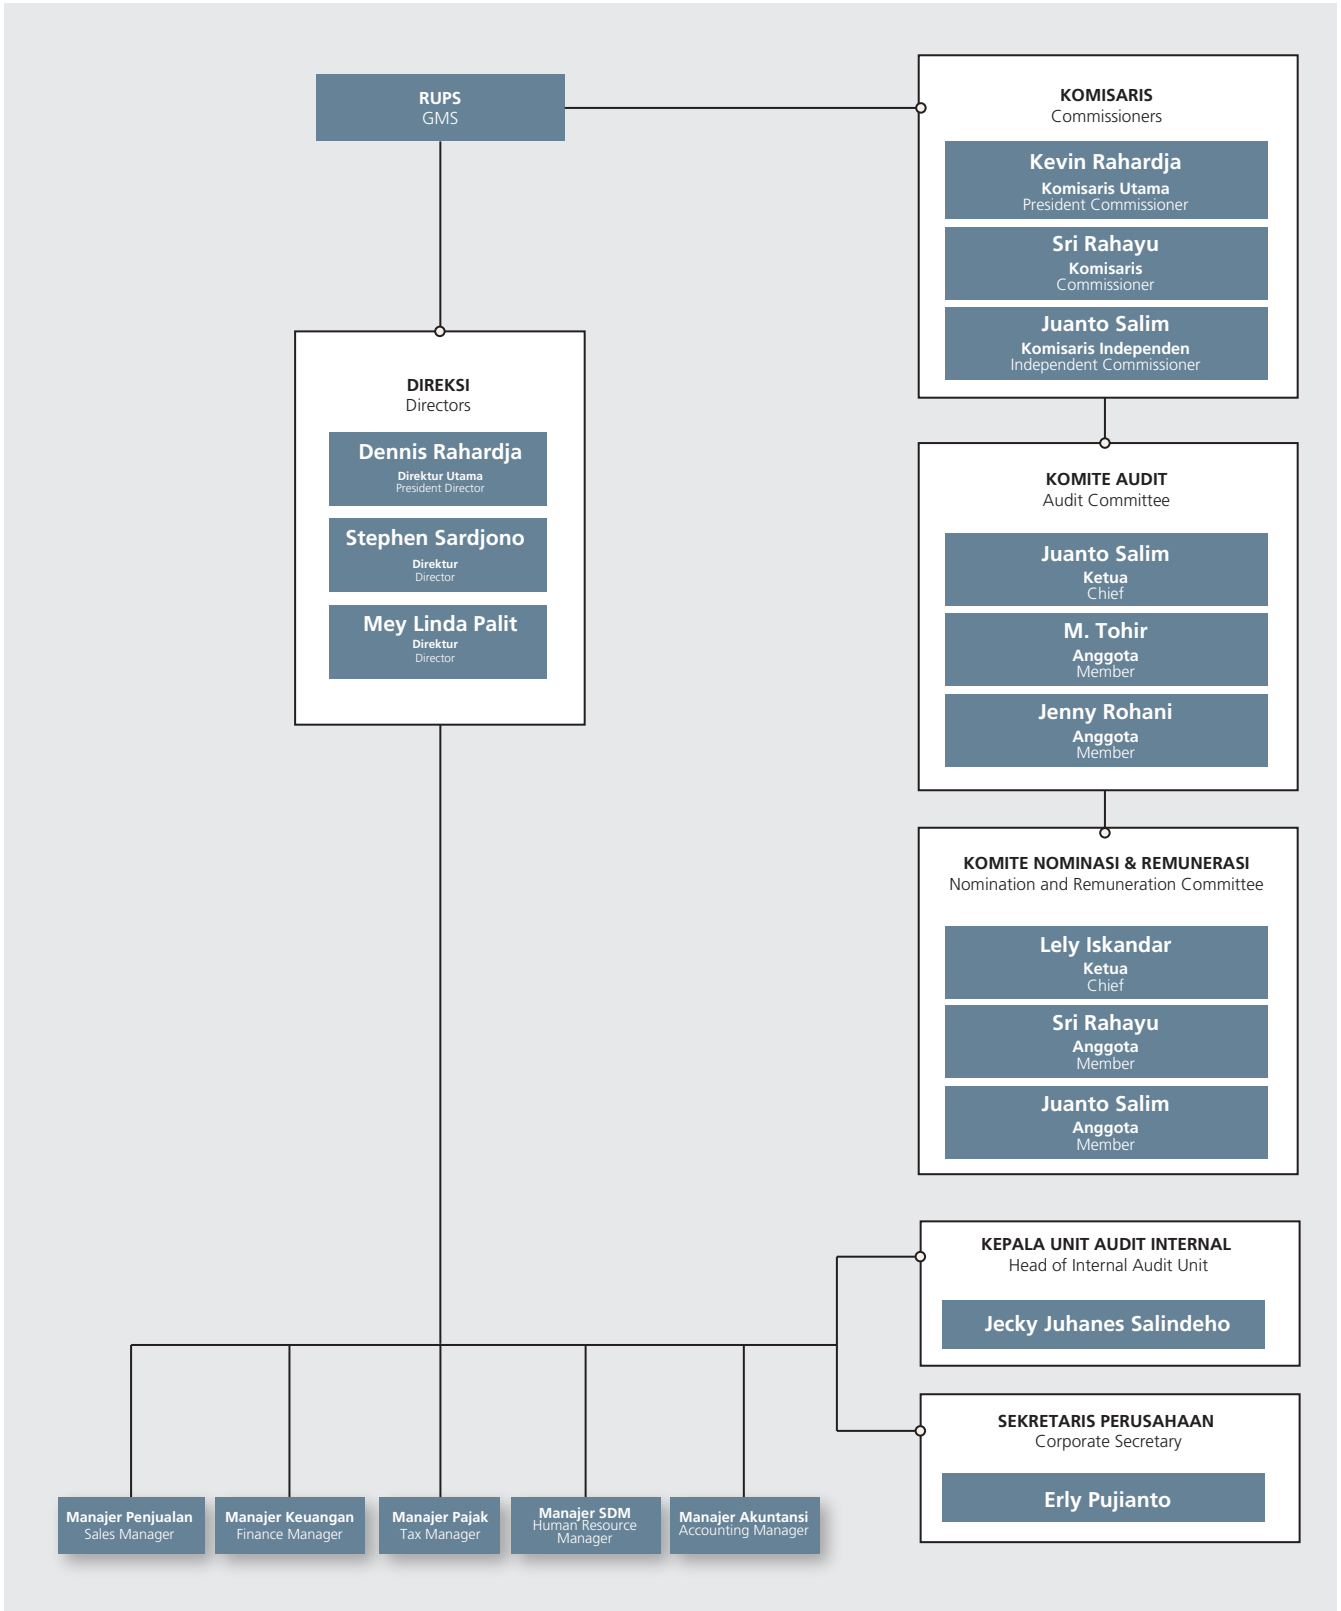 RUPS
GMS
KOMISARIS
Commissioners
Kevin Rahardja
Komisaris Utama
President Commissioner
Sri Rahayu
Komisaris
Commissioner
Juanto Salim
Komisaris Independen
Independent Commissioner
DIREKSI
Directors
Dennis Rahardja
Direktur Utama
President Director
Stephen Sardjono
Direktur
Director
Mey Linda Palit
Direktur
Director
KOMITE AUDIT
Audit Committee
Juanto Salim
Ketua
Chief
M. Tohir
Anggota
Member
Jenny Rohani
Anggota
Member
KOMITE NOMINASI & REMUNERASI
Nomination and Remuneration Committee
Lely Iskandar
Ketua
Chief
Sri Rahayu
Anggota
Member
Juanto Salim
Anggota
Member
KEPALA UNIT AUDIT INTERNAL
Head of Internal Audit Unit
Jecky Juhanes Salindeho
SEKRETARIS PERUSAHAAN
Corporate Secretary
Erly Pujianto
Manajer Penjualan
Sales Manager
Manajer Keuangan
Finance Manager
Manajer Pajak
Tax Manager
Manajer SDM
Human Resource
Manager
Manajer Akuntansi
Accounting Manager